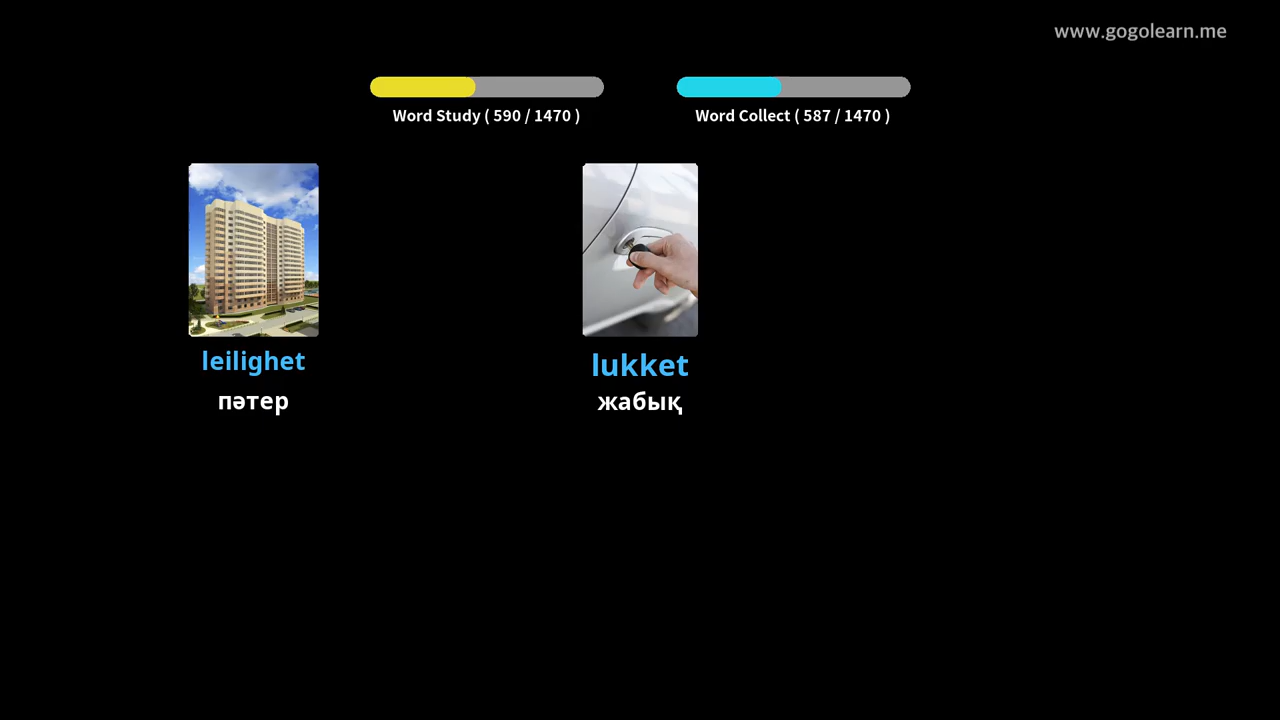 www.gogolearn.me
Word Study ( 590 / 1470 )
Word Collect ( 587 / 1470 )
leilighet
пәтер
lukket
жабық